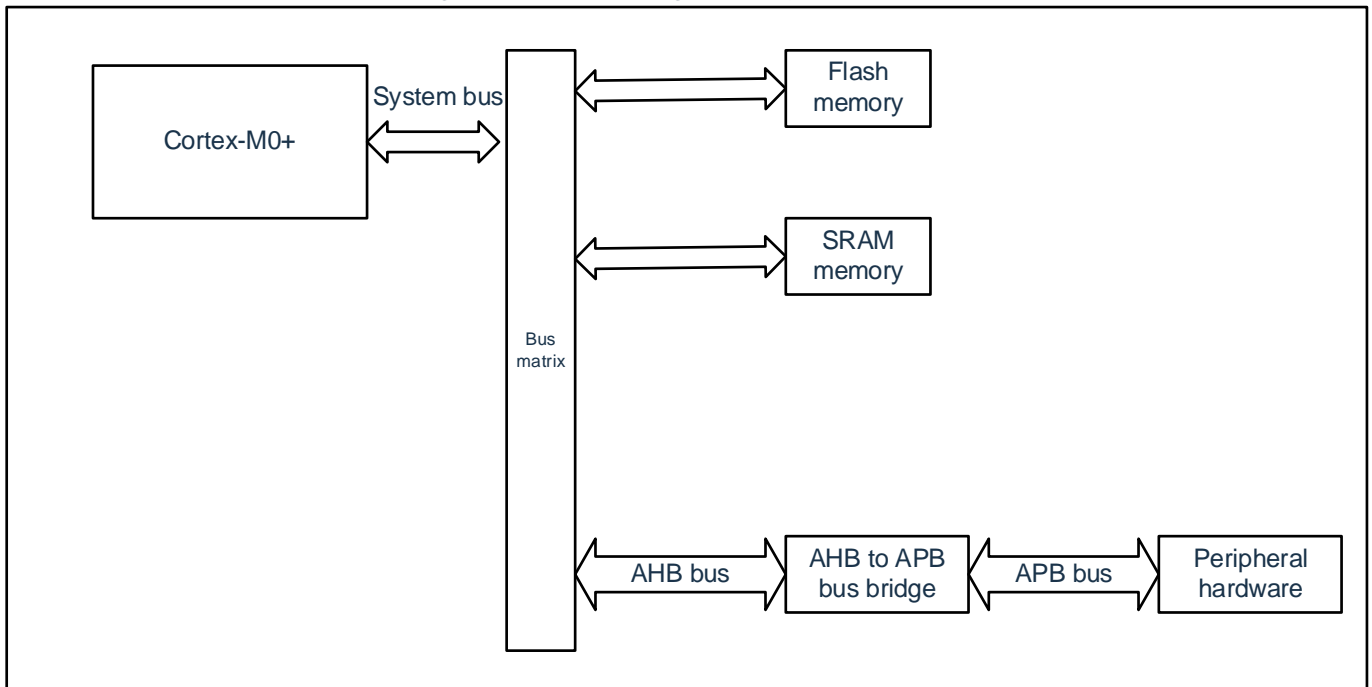 System bus
Cortex-M0+
Flash
memory
SRAM
memory
Bus
matrix
AHB bus
AHB to APB
bus bridge
APB bus
Peripheral
hardware